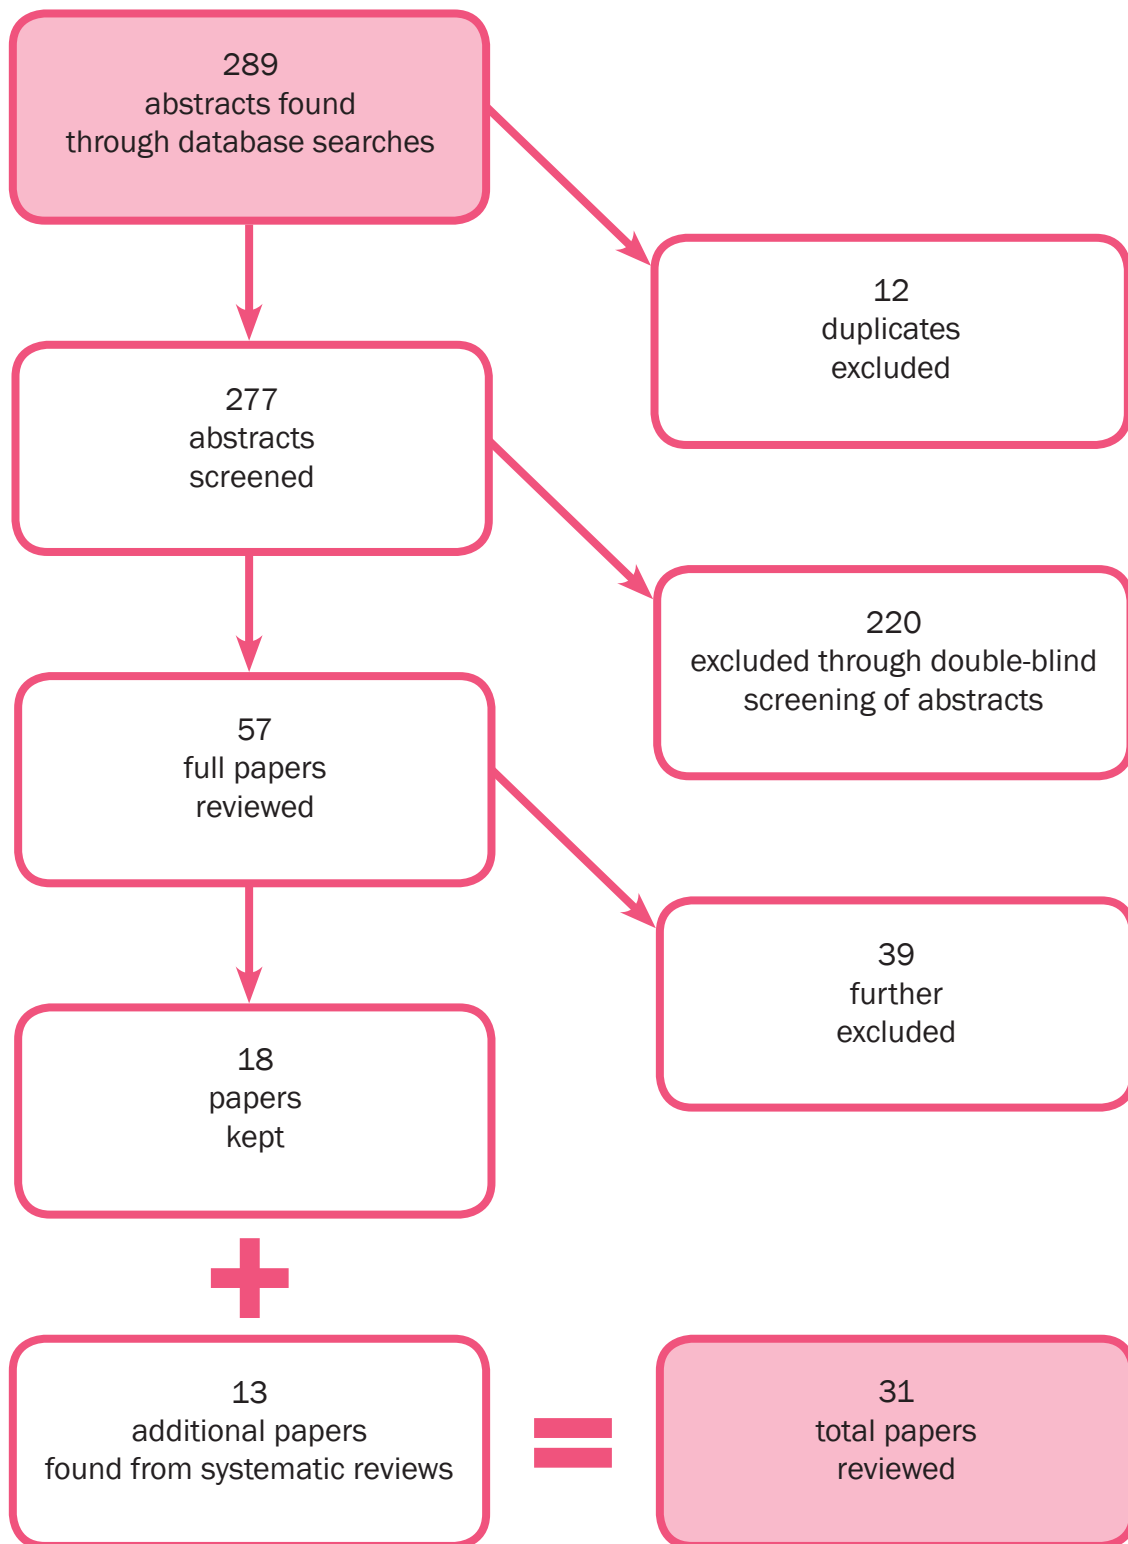 289
abstracts found
through database searches
12
duplicates
excluded
277
abstracts
screened
220
excluded through double-blind
screening of abstracts
57
full papers
reviewed
39
further
excluded
18
papers
kept
13
additional papers
found from systematic reviews
31
total papers
reviewed